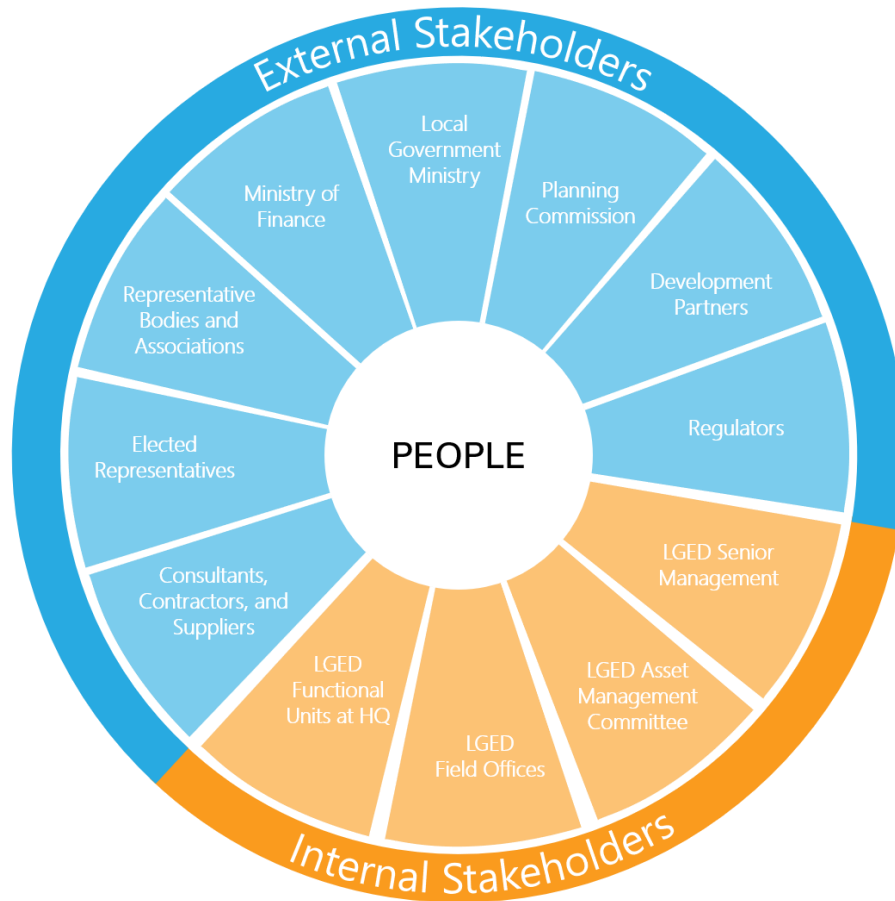 External Stakeholders
Local
Government
Ministry
Planning
Commission
Development
Partners
Regulators
LGED Senior
Management
LGED Asset
Management
Committee
LGED
Field Offices
LGED
Functional
Units at HQ
Consultants,
Contractors, and
Suppliers
Elected
Representatives
Representative
Bodies and
Associations
Ministry of
Finance
PEOPLE
Internal Stakeholders